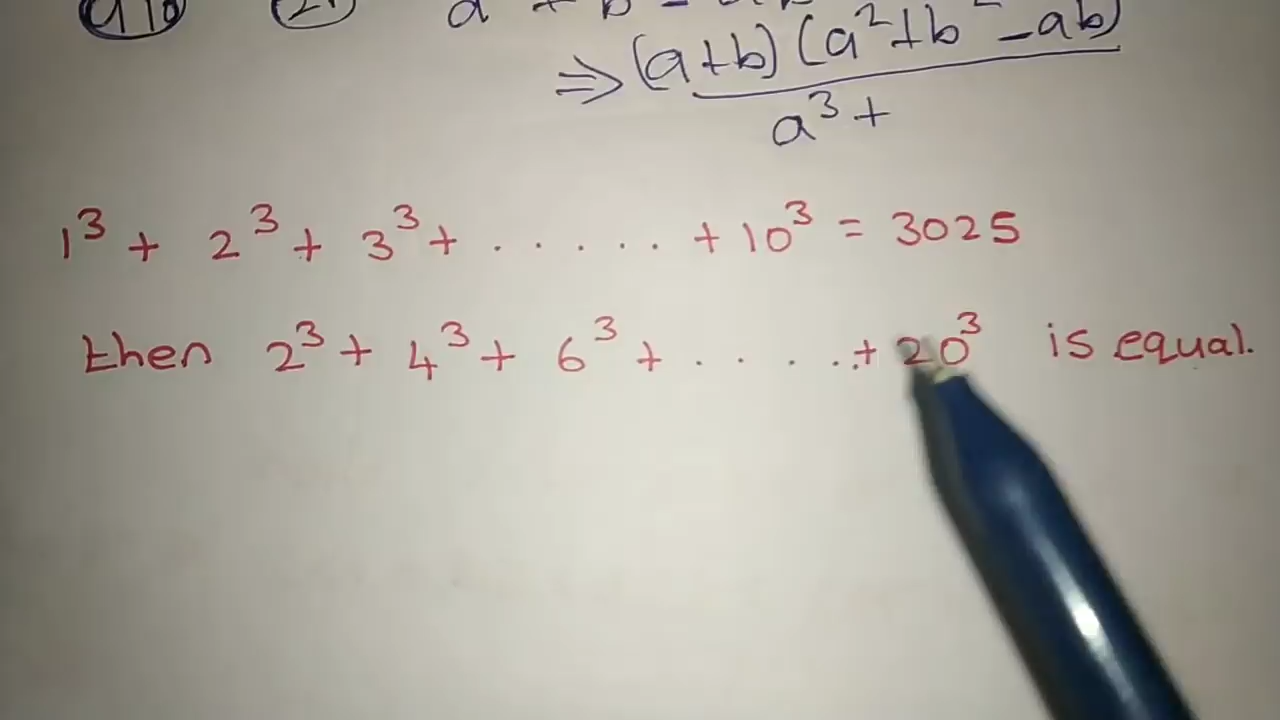 ⇒ (a+b) (a²+b² -ab)
a³ +
1³ + 2³ + 3³ + ..... + 10³ = 3025
then 2³ + 4³ + 6³ + ..... + 20³ is equal.